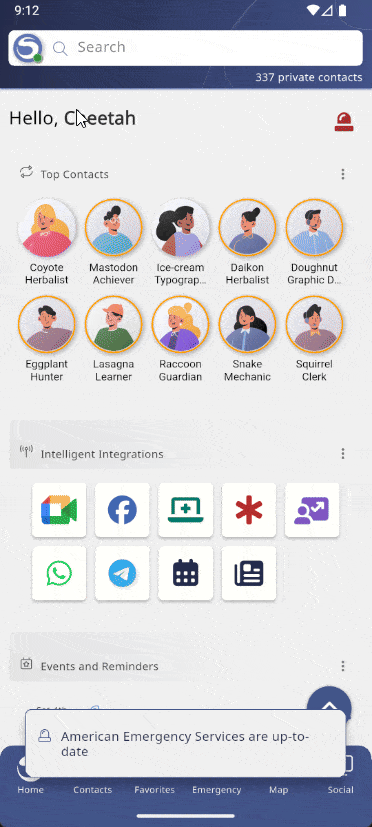 9:12
Search
337 private contacts
Hello, Cheetah
Top Contacts
Coyote Herbalist
Mastodon Achiever
Ice-cream Typograp...
Daikon Herbalist
Doughnut Graphic D...
Eggplant Hunter
Lasagna Learner
Raccoon Guardian
Snake Mechanic
Squirrel Clerk
Intelligent Integrations
Events and Reminders
American Emergency Services are up-to-
date
Home
Contacts
Favorites
Emergency
Map
Social